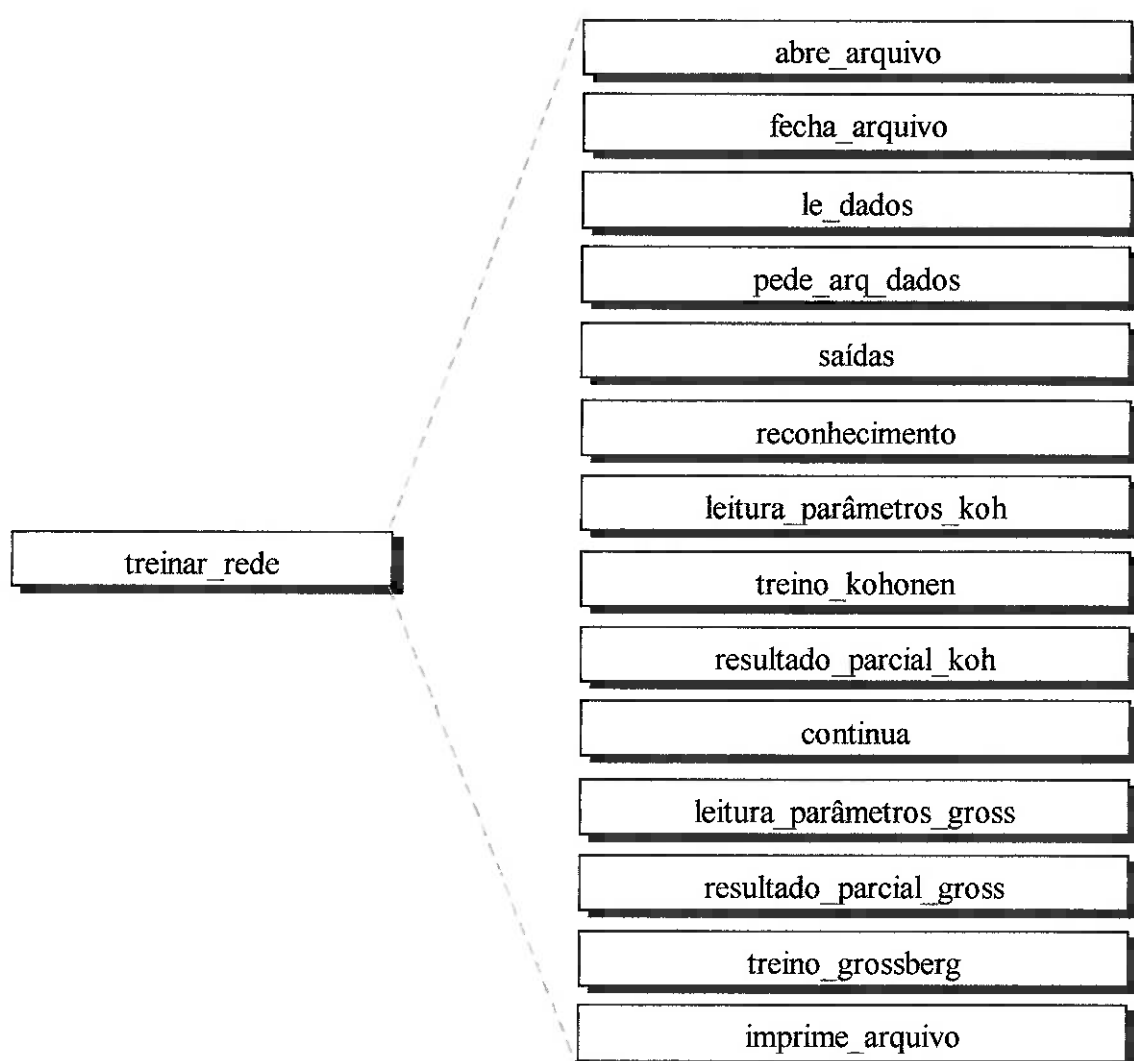 abre_arquivo
fecha_arquivo
le_dados
pede_arq_dados
saídas
reconhecimento
leitura_parâmetros_koh
treinar_rede
treino_kohonen
resultado_parcial_koh
continua
leitura_parâmetros_gross
resultado_parcial_gross
treino_grossberg
imprime_arquivo